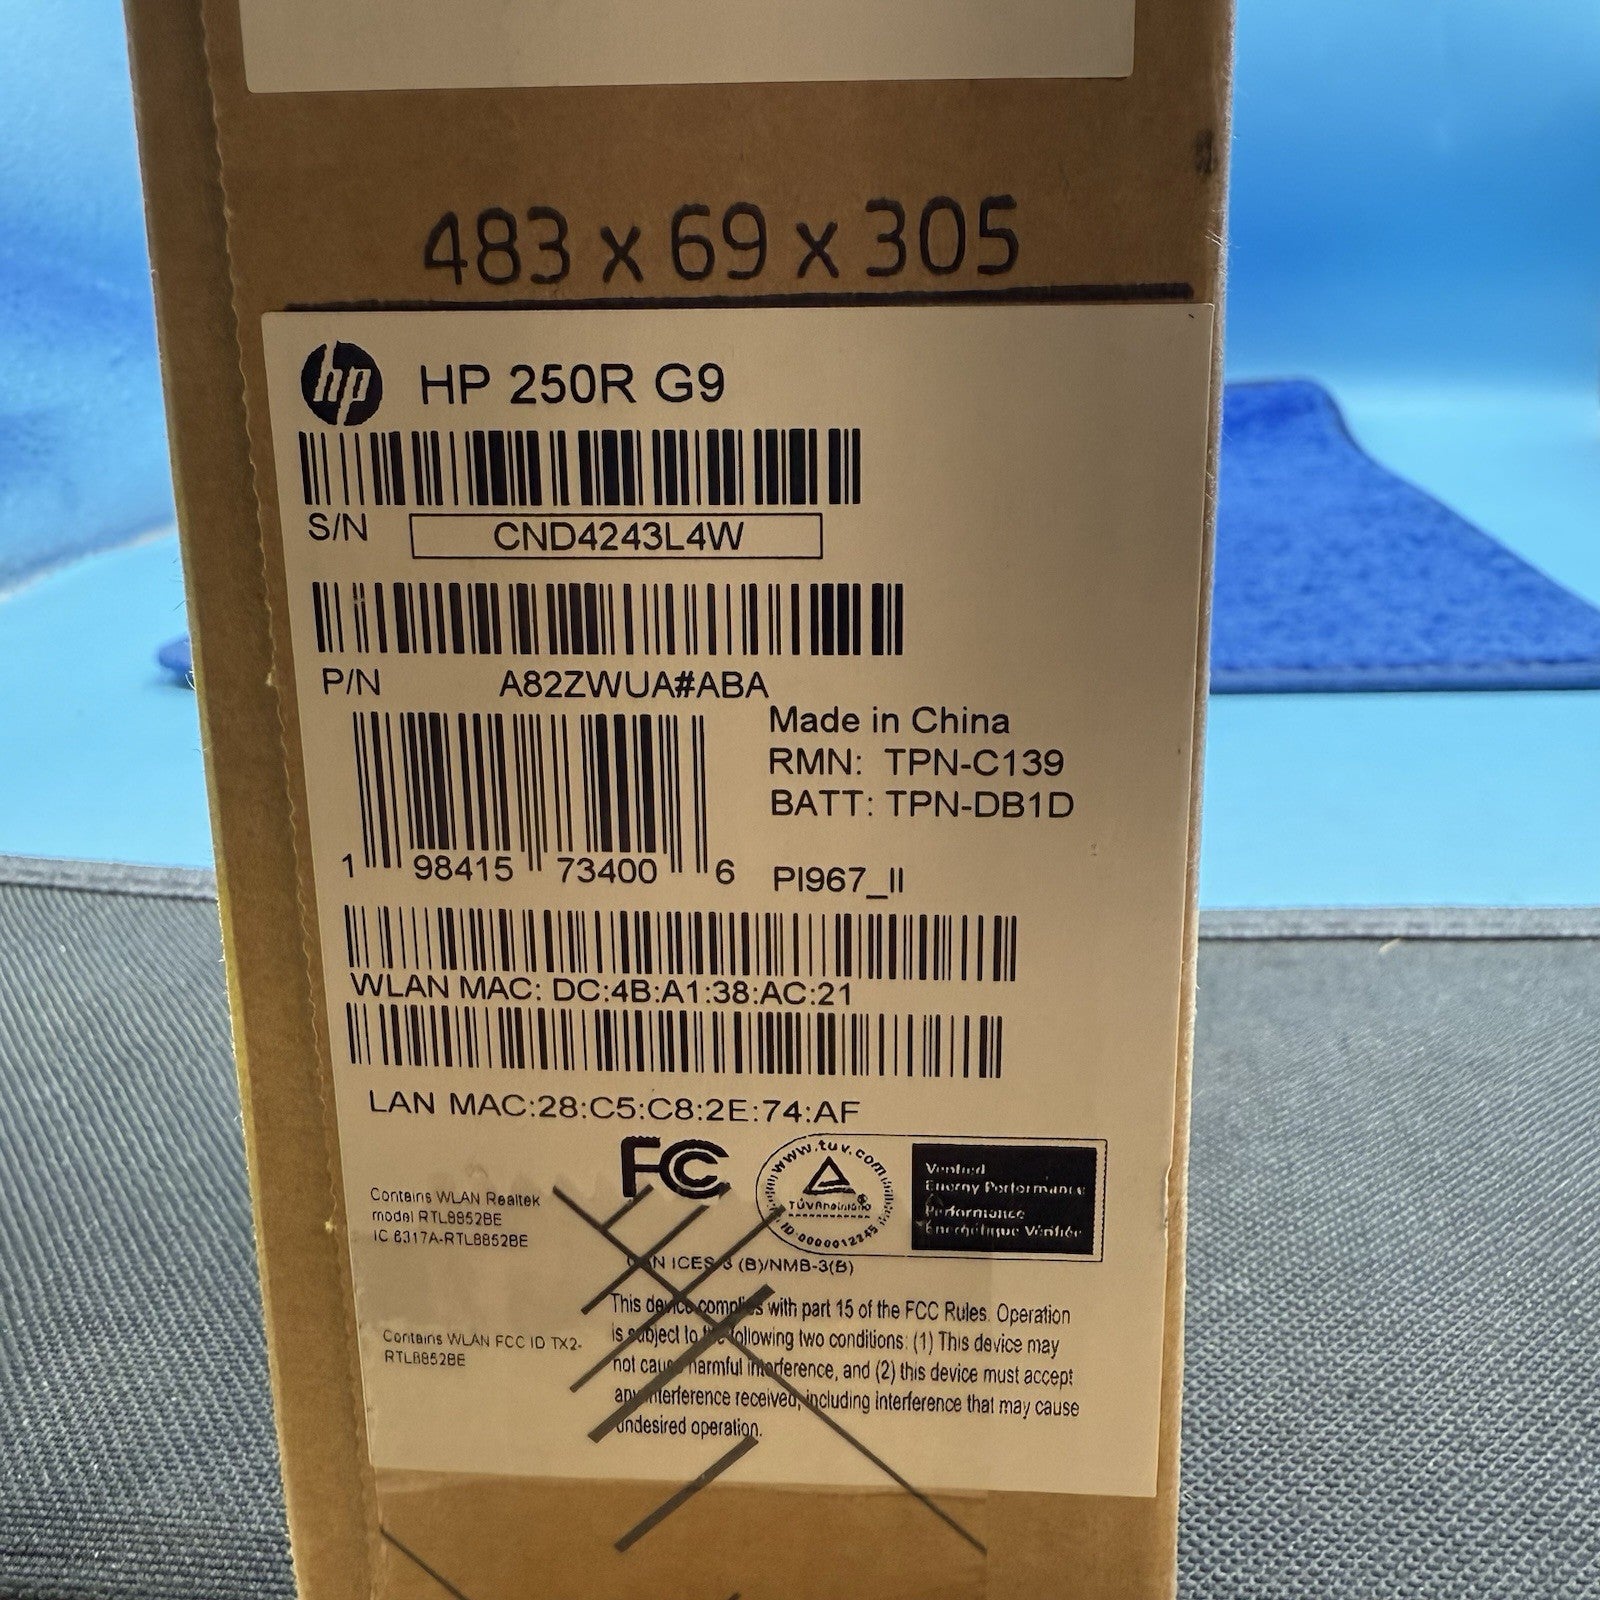 483 x 69 x 305
hp HP 250R G9
S/N CND4243L4W
P/N A82ZWUA#ABA
Made in China
RMN: TPN-C139
BATT: TPN-DB1D
1 98415 73400 6
PI967_II
WLAN MAC: DC:4B:A1:38:AC:21
LAN MAC:28:C5:C8:2E:74:AF
FC
www.tuv.com
TÜVRheinland
ID:0000012345
Verified
Energy Performance
Performance
Énergétique Vérifiée
Contains WLAN Realtek
model RTL8852BE
IC 6317A-RTL8852BE
CAN ICES-3 (B)/NMB-3(B)
Contains WLAN FCC ID TX2-
RTL8852BE
This device complies with part 15 of the FCC Rules. Operation
is subject to the following two conditions: (1) This device may
not cause harmful interference, and (2) this device must accept
any interference received, including interference that may cause
undesired operation.